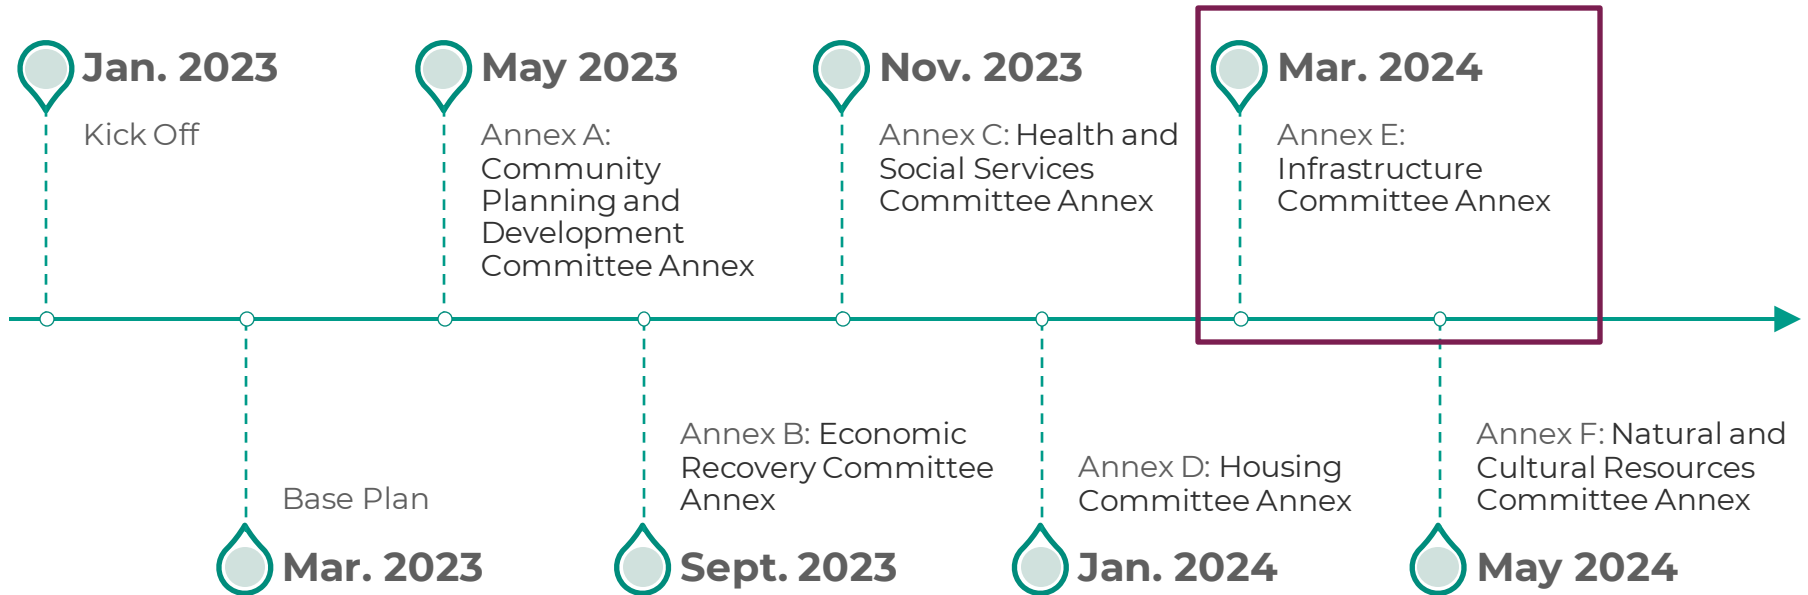 Jan. 2023
Kick Off
May 2023
Annex A:
Community
Planning and
Development
Committee Annex
Nov. 2023
Annex C: Health and
Social Services
Committee Annex
Mar. 2024
Annex E:
Infrastructure
Committee Annex
Base Plan
Mar. 2023
Annex B: Economic
Recovery Committee
Annex
Sept. 2023
Annex D: Housing
Committee Annex
Jan. 2024
Annex F: Natural and
Cultural Resources
Committee Annex
May 2024